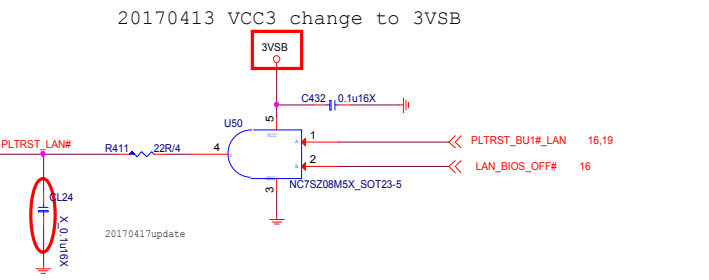 20170413 VCC3 change to 3VSB
3VSB
C432 0.1u16X
U50
5
VCC
PLTRST_LAN#
R411 22R/4
4
1
A
PLTRST_BU1#_LAN 16,19
2
B
LAN_BIOS_OFF# 16
3
NC7SZ08M5X_SOT23-5
CL24
X_0.1u16X
20170417update